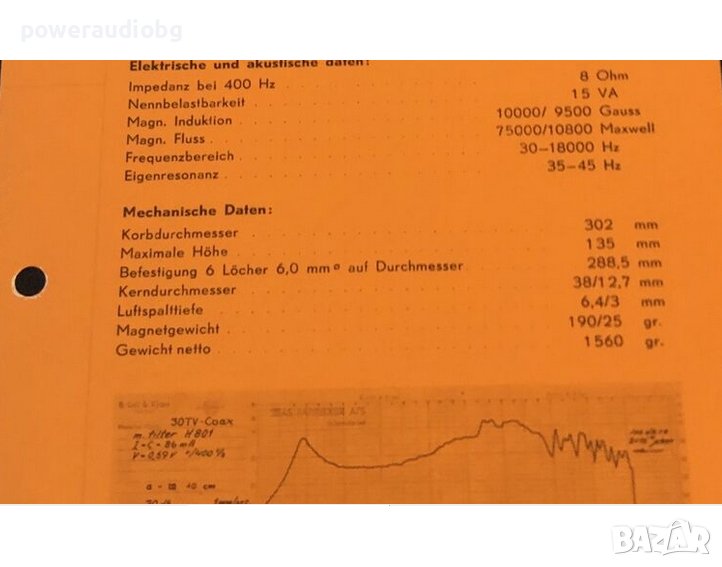 poweraudiobg
Elektrische und akustische daten:
Impedanz bei 400 Hz 8 Ohm
Nennbelastbarkeit 15 VA
Magn. Induktion 10000/ 9500 Gauss
Magn. Fluss 75000/10800 Maxwell
Frequenzbereich 30—18000 Hz
Eigenresonanz 35—45 Hz
Mechanische Daten:
Korbdurchmesser 302 mm
Maximale Höhe 135 mm
Befestigung 6 Löcher 6,0 mm⌀ auf Durchmesser 288,5 mm
Kerndurchmesser 38/12,7 mm
Luftspalttiefe 6,4/3 mm
Magnetgewicht 190/25 gr.
Gewicht netto 1560 gr.
30TV-Coax
m. filter H801
d = 40 cm
BAZAR